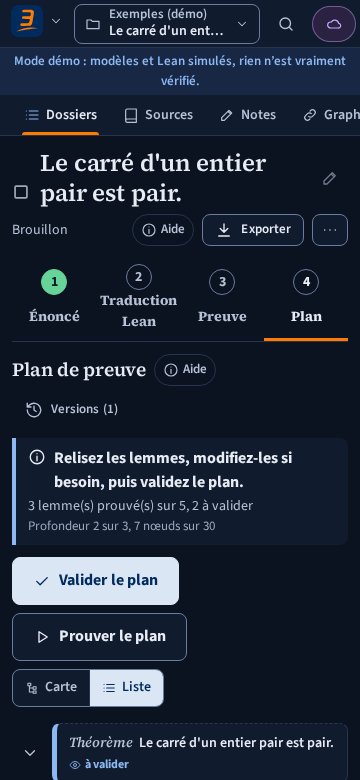 Exemples (démo)
Le carré d'un ent…
Mode démo : modèles et Lean simulés, rien n'est vraiment
vérifié.
Dossiers
Sources
Notes
Graph
Le carré d'un entier
pair est pair.
Brouillon
Aide
Exporter
1
2
3
4
Énoncé
Traduction
Lean
Preuve
Plan
Plan de preuve
Aide
Versions (1)
Relisez les lemmes, modifiez-les si
besoin, puis validez le plan.
3 lemme(s) prouvé(s) sur 5, 2 à valider
Profondeur 2 sur 3, 7 nœuds sur 30
Valider le plan
Prouver le plan
Carte
Liste
Théorème Le carré d'un entier pair est pair.
à valider